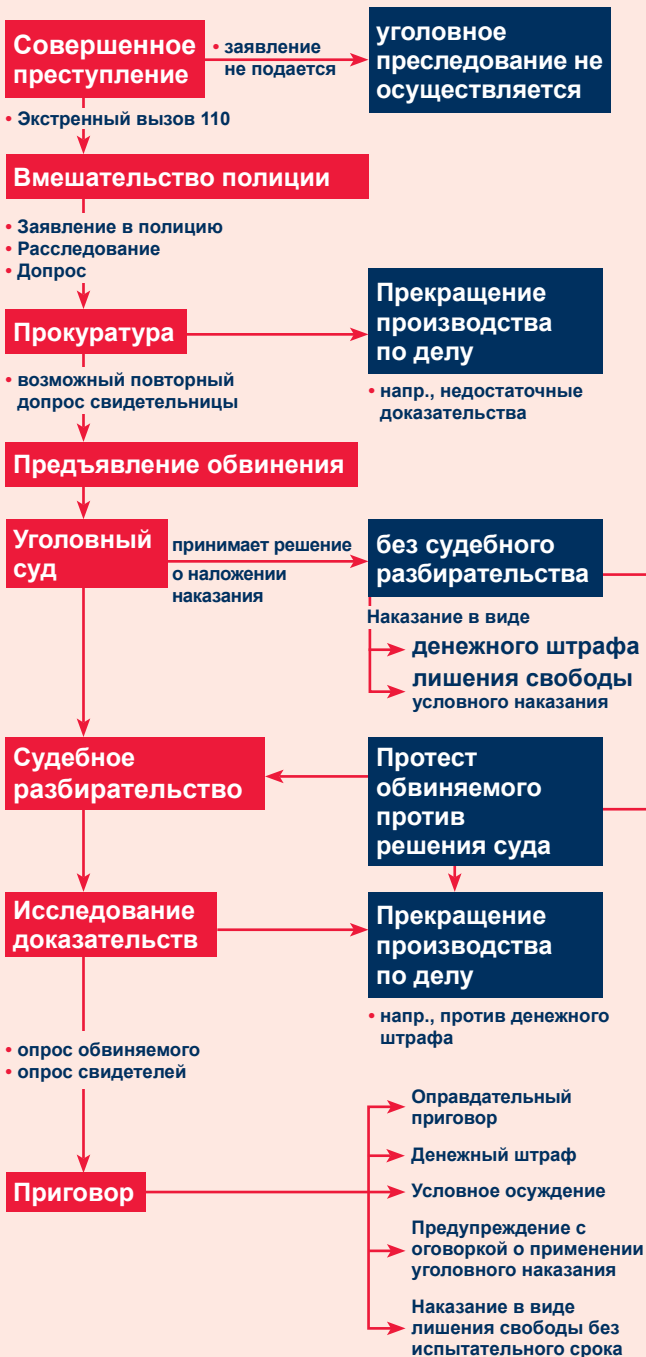 Совершенное
преступление
• заявление
не подается
уголовное
преследование не
осуществляется
• Экстренный вызов 110
Вмешательство полиции
• Заявление в полицию
• Расследование
• Допрос
Прокуратура
Прекращение
производства
по делу
• возможный повторный
допрос свидетельницы
• напр., недостаточные
доказательства
Предъявление обвинения
Уголовный
суд
принимает решение
о наложении
наказания
без судебного
разбирательства
Наказание в виде
денежного штрафа
лишения свободы
условного наказания
Судебное
разбирательство
Протест
обвиняемого
против
решения суда
Исследование
доказательств
Прекращение
производства
по делу
• напр., против денежного
штрафа
• опрос обвиняемого
• опрос свидетелей
Приговор
Оправдательный
приговор
Денежный штраф
Условное осуждение
Предупреждение с
оговоркой о применении
уголовного наказания
Наказание в виде
лишения свободы без
испытательного срока